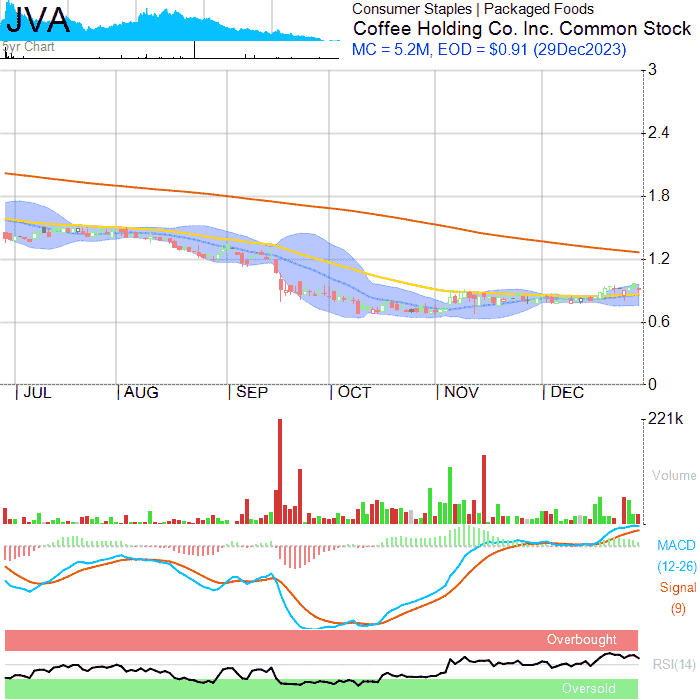 JVA
5yr Chart
Consumer Staples | Packaged Foods
Coffee Holding Co. Inc. Common Stock
MC = 5.2M, EOD = $0.91 (29Dec2023)
3
2.4
1.8
1.2
0.6
0
|JUL |AUG |SEP |OCT |NOV |DEC
221k
Volume
MACD
(12-26)
Signal
(9)
Overbought
RSI(14)
Oversold